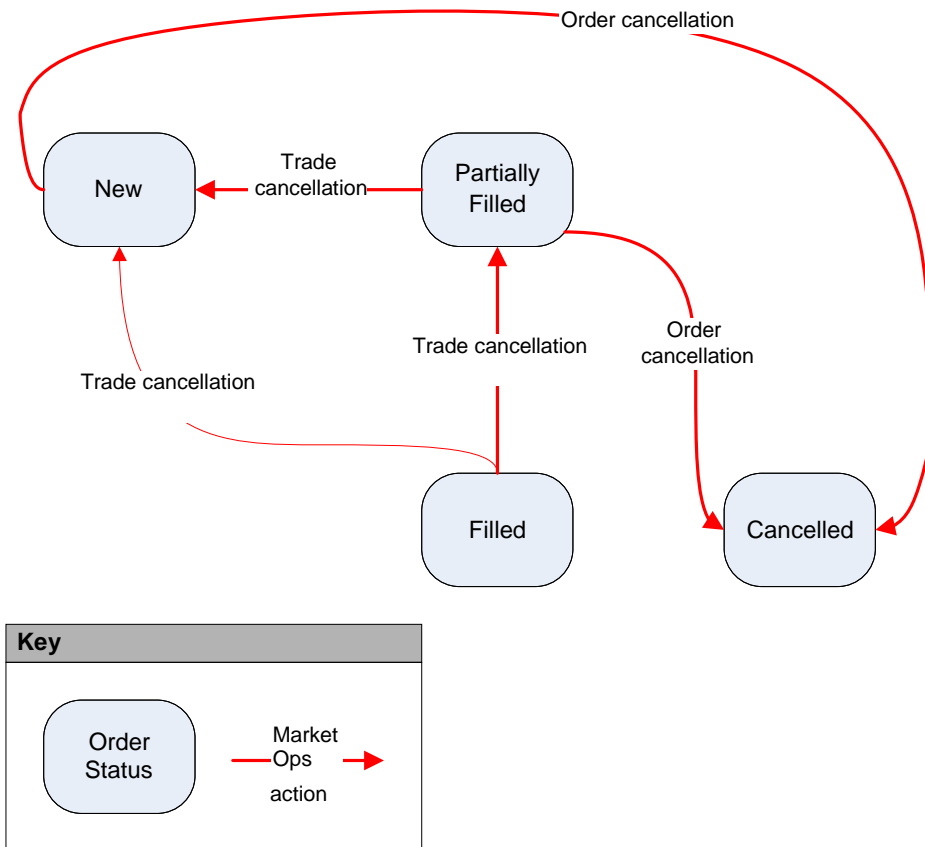 Order cancellation
New
Trade
cancellation
Partially
Filled
Trade cancellation
Order
cancellation
Trade cancellation
Filled
Cancelled
Key
Order
Status
Market
Ops
action